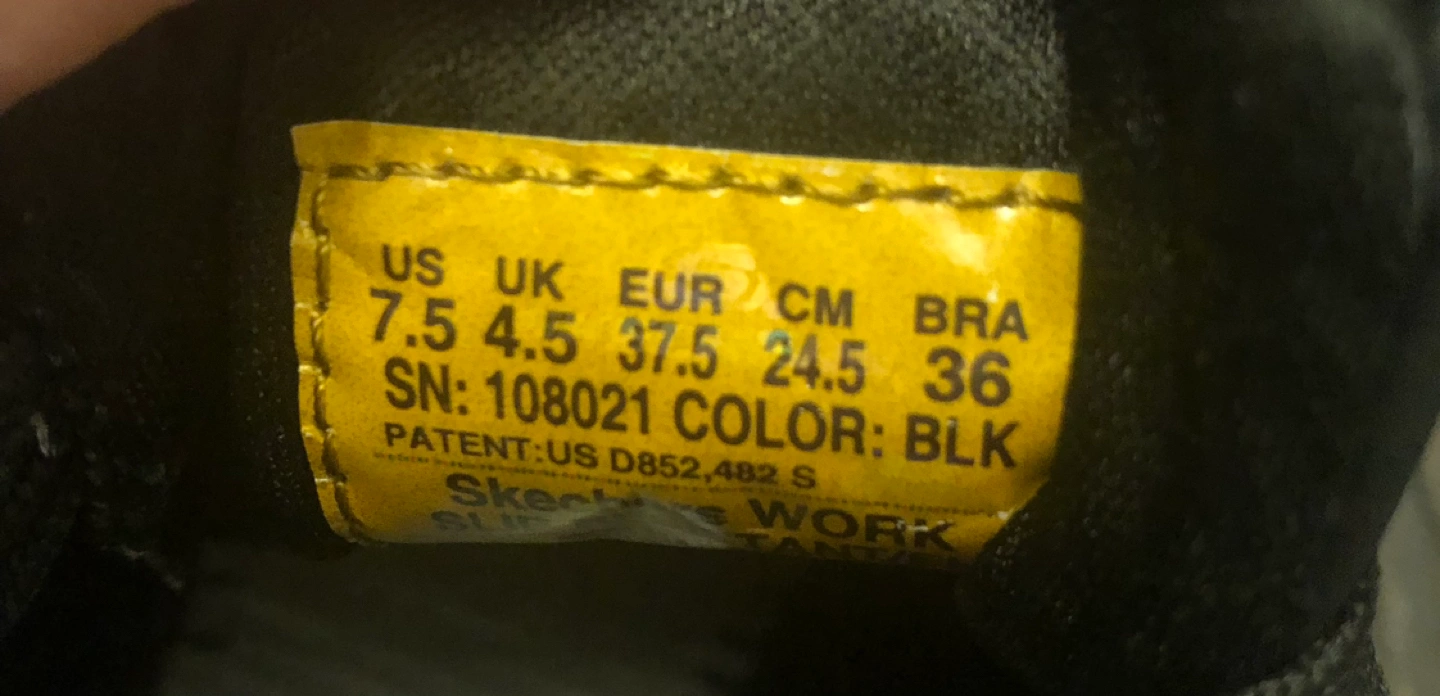 US UK EUR CM BRA
7.5 4.5 37.5 24.5 36
SN: 108021 COLOR: BLK
PATENT:US D852,482 S
Skechers WORK